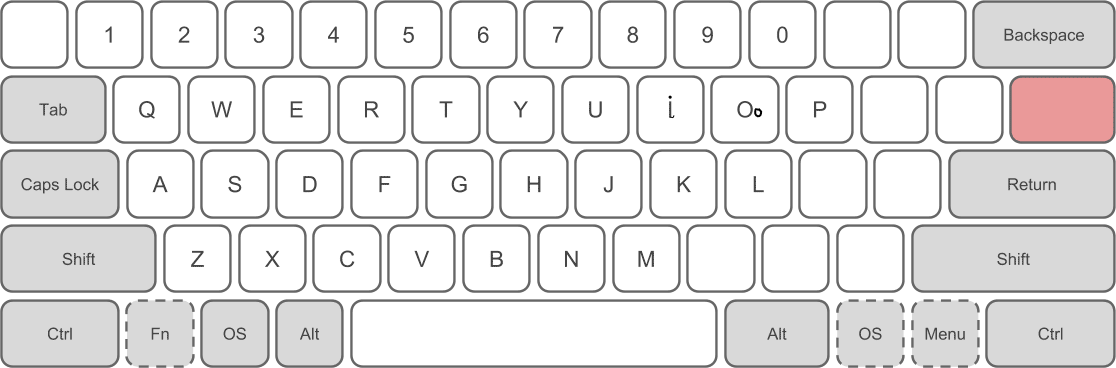 1 2 3 4 5 6 7 8 9 0 Backspace
Tab Q W E R T Y U i Oo P
Caps Lock A S D F G H J K L Return
Shift Z X C V B N M Shift
Ctrl Fn OS Alt Alt OS Menu Ctrl